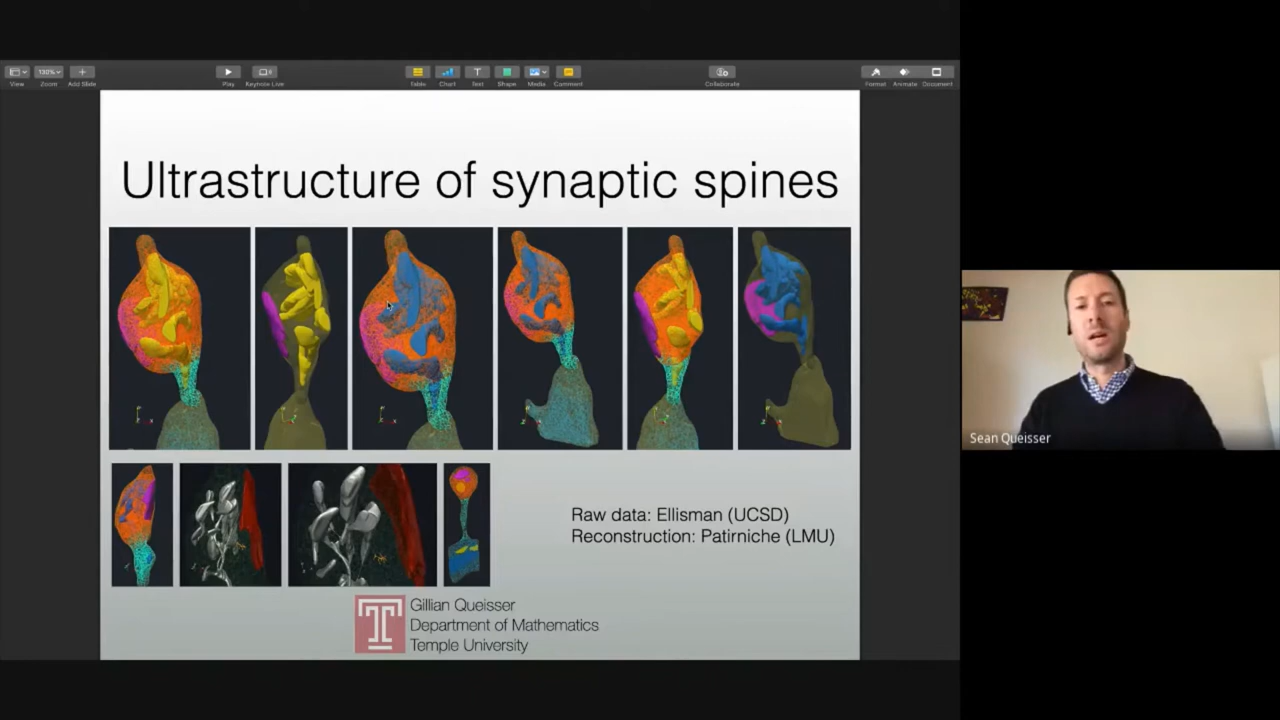 View
130%
Zoom
Add Slide
Play
Keynote Live
Table
Chart
Text
Shape
Media
Comment
Collaborate
Format
Animate
Document
Ultrastructure of synaptic spines
Raw data: Ellisman (UCSD)
Reconstruction: Patirniche (LMU)
Gillian Queisser
Department of Mathematics
Temple University
Sean Queisser